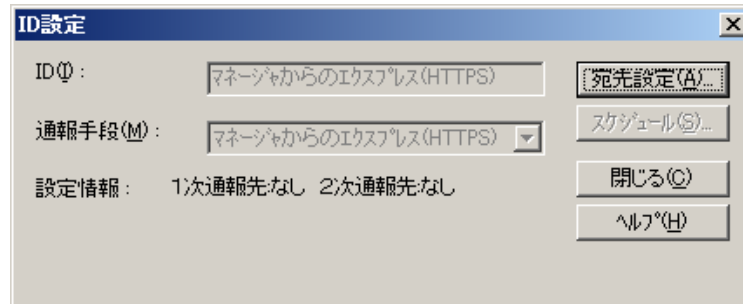 ID設定
ID(I) :
マネージャからのエクスプレス(HTTPS)
宛先設定(A)...
通報手段(M) :
マネージャからのエクスプレス(HTTPS)
スケジュール(S)...
設定情報 :
1次通報先:なし 2次通報先:なし
閉じる(C)
ヘルプ(H)